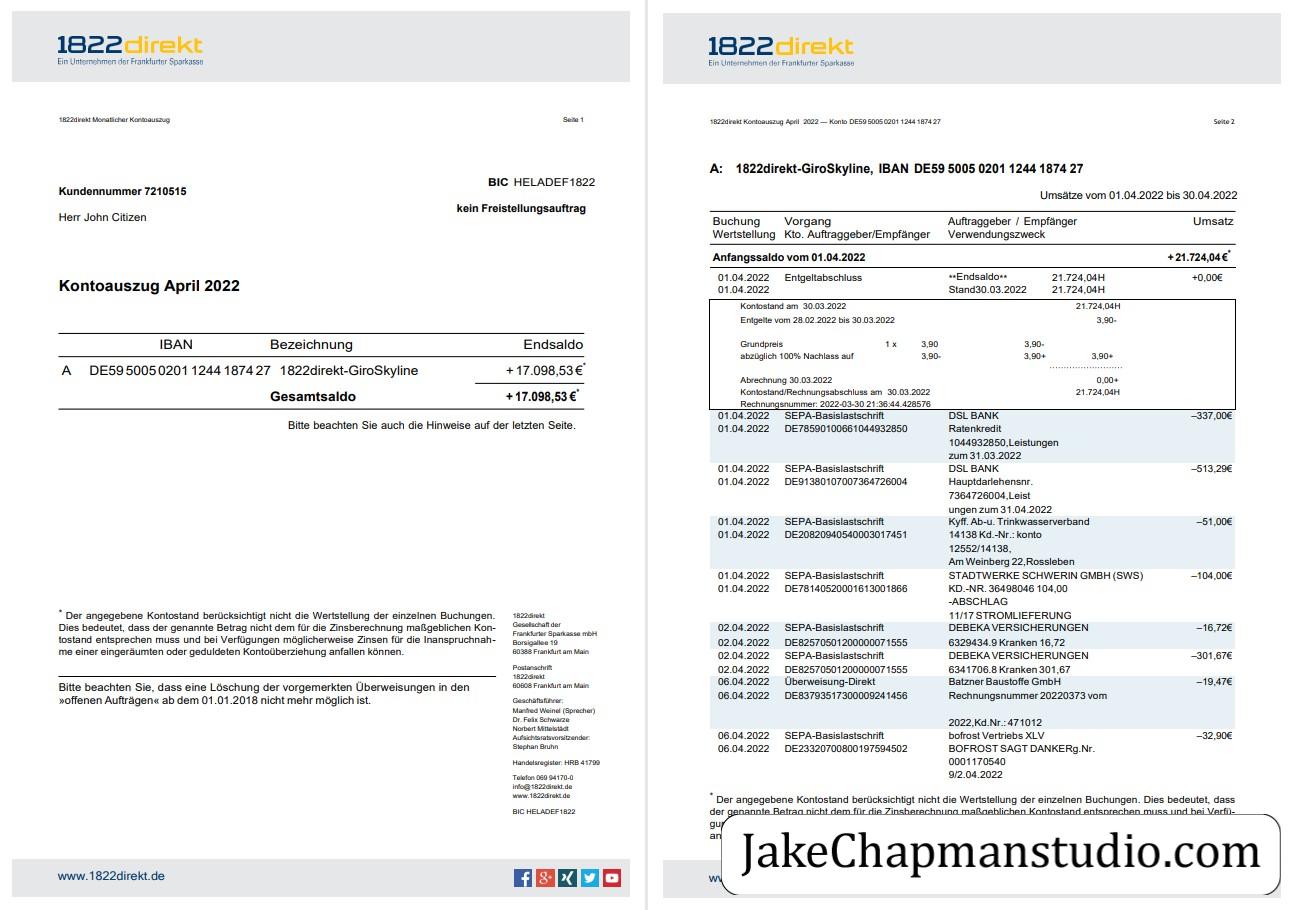 1822direkt
Ein Unternehmen der Frankfurter Sparkasse
1822direkt Monatlicher Kontoauszug Seite 1
Kundennummer 7210515
BIC HELADEF1822
Herr John Citizen
kein Freistellungsauftrag
Kontoauszug April 2022
IBAN Bezeichnung Endsaldo
A DE59 5005 0201 1244 1874 27 1822direkt-GiroSkyline + 17.098,53 €*
Gesamtsaldo + 17.098,53 €*
Bitte beachten Sie auch die Hinweise auf der letzten Seite.
* Der angegebene Kontostand berücksichtigt nicht die Wertstellung der einzelnen Buchungen.
Dies bedeutet, dass der genannte Betrag nicht dem für die Zinsberechnung maßgeblichen Kon-
tostand entsprechen muss und bei Verfügungen möglicherweise Zinsen für die Inanspruchnah-
me einer eingeräumten oder geduldeten Kontoüberziehung anfallen können.
Bitte beachten Sie, dass eine Löschung der vorgemerkten Überweisungen in den
»offenen Aufträgen« ab dem 01.01.2018 nicht mehr möglich ist.
1822direkt
Gesellschaft der
Frankfurter Sparkasse mbH
Borsigallee 19
60388 Frankfurt am Main
Postanschrift
1822direkt
60608 Frankfurt am Main
Geschäftsführer:
Manfred Weinel (Sprecher)
Dr. Felix Schwarze
Norbert Mittelstädt
Aufsichtsratsvorsitzender:
Stephan Bruhn
Handelsregister: HRB 41799
Telefon 069 94170-0
info@1822direkt.de
www.1822direkt.de
BIC HELADEF1822
www.1822direkt.de
1822direkt
Ein Unternehmen der Frankfurter Sparkasse
1822direkt Kontoauszug April 2022 — Konto DE59 5005 0201 1244 1874 27 Seite 2
A: 1822direkt-GiroSkyline, IBAN DE59 5005 0201 1244 1874 27
Umsätze vom 01.04.2022 bis 30.04.2022
Buchung Vorgang Auftraggeber / Empfänger Umsatz
Wertstellung Kto. Auftraggeber/Empfänger Verwendungszweck
Anfangssaldo vom 01.04.2022 + 21.724,04 €*
01.04.2022 Entgeltabschluss **Endsaldo** 21.724,04H +0,00€
01.04.2022 Stand30.03.2022 21.724,04H
Kontostand am 30.03.2022 21.724,04H
Entgelte vom 28.02.2022 bis 30.03.2022 3,90-
Grundpreis 1 x 3,90 3,90-
abzüglich 100% Nachlass auf 3,90- 3,90+ 3,90+
........................
Abrechnung 30.03.2022 0,00+
Kontostand/Rechnungsabschluss am 30.03.2022 21.724,04H
Rechnungsnummer: 2022-03-30 21:36:44.428576
01.04.2022 SEPA-Basislastschrift DSL BANK –337,00€
01.04.2022 DE78590100661044932850 Ratenkredit
1044932850,Leistungen
zum 31.03.2022
01.04.2022 SEPA-Basislastschrift DSL BANK –513,29€
01.04.2022 DE91380107007364726004 Hauptdarlehensnr.
7364726004,Leist
ungen zum 31.04.2022
01.04.2022 SEPA-Basislastschrift Kyff. Ab-u. Trinkwasserverband –51,00€
01.04.2022 DE20820940540003017451 14138 Kd.-Nr.: konto
12552/14138,
Am Weinberg 22,Rossleben
01.04.2022 SEPA-Basislastschrift STADTWERKE SCHWERIN GMBH (SWS) –104,00€
01.04.2022 DE78140520001613001866 KD.-NR. 36498046 104,00
-ABSCHLAG
11/17 STROMLIEFERUNG
02.04.2022 SEPA-Basislastschrift DEBEKA VERSICHERUNGEN –16,72€
02.04.2022 DE82570501200000071555 6329434.9 Kranken 16,72
02.04.2022 SEPA-Basislastschrift DEBEKA VERSICHERUNGEN –301,67€
02.04.2022 DE82570501200000071555 6341706.8 Kranken 301,67
06.04.2022 Überweisung-Direkt Batzner Baustoffe GmbH –19,47€
06.04.2022 DE83793517300009241456 Rechnungsnummer 20220373 vom
2022,Kd.Nr.: 471012
06.04.2022 SEPA-Basislastschrift bofrost Vertriebs XLV –32,90€
06.04.2022 DE23320700800197594502 BOFROST SAGT DANKERg.Nr.
0001170540
9/2.04.2022
* Der angegebene Kontostand berücksichtigt nicht die Wertstellung der einzelnen Buchungen. Dies bedeutet, dass
der genannte Betrag nicht dem für die Zinsberechnung maßgeblichen Kontostand entsprechen muss und bei Verfü-
JakeChapmanstudio.com